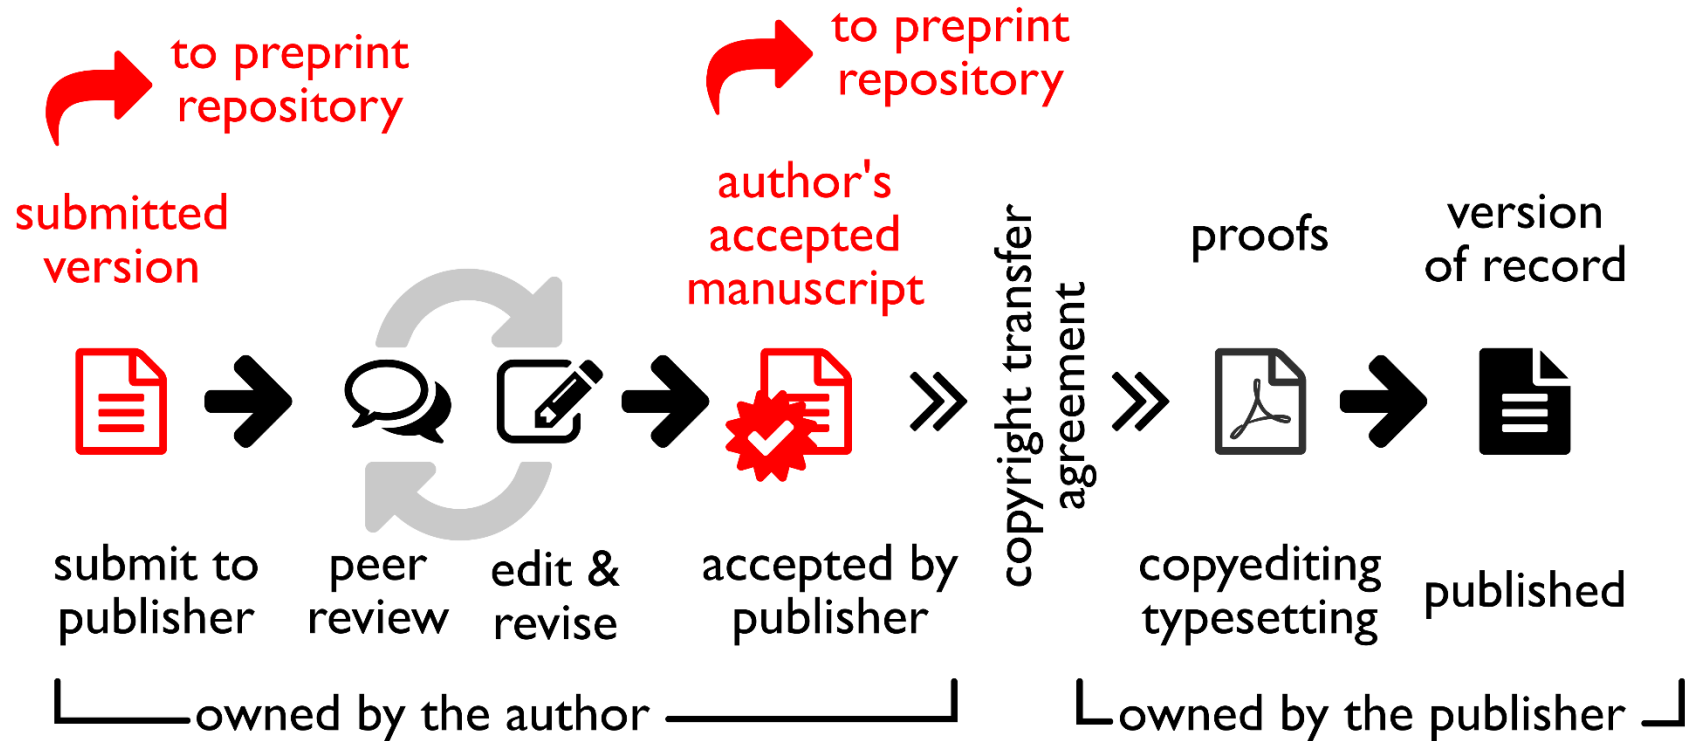 to preprint
repository
to preprint
repository
submitted
version
author's
accepted
manuscript
copyright transfer
agreement
proofs
version
of record
submit to
publisher
peer
review
edit &
revise
accepted by
publisher
copyediting
typesetting
published
owned by the author
owned by the publisher